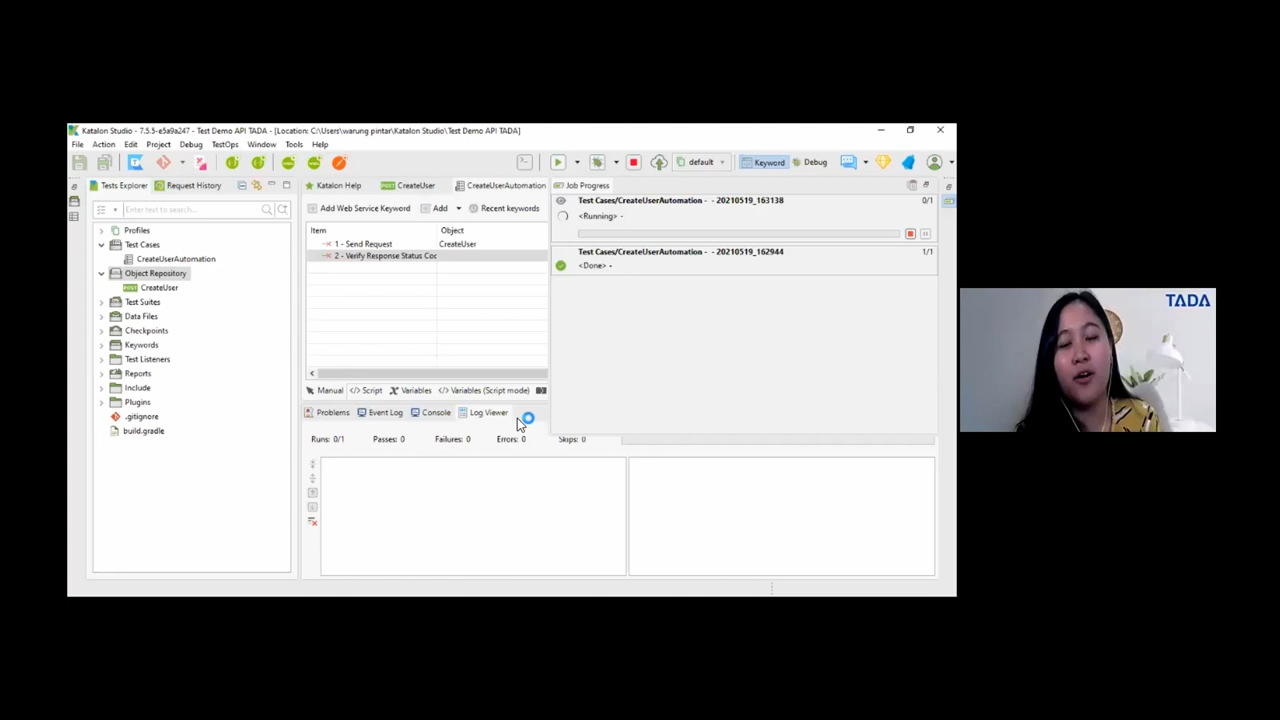 Katalon Studio - 7.5.5-e5a9a247 - Test Demo API TADA - [Location: C:\Users\warung pintar\Katalon Studio\Test Demo API TADA]
File Action Edit Project Debug TestOps Window Tools Help
default Keyword Debug
Tests Explorer Request History
Enter text to search...
Profiles
Test Cases
CreateUserAutomation
Object Repository
POST CreateUser
Test Suites
Data Files
Checkpoints
Keywords
Test Listeners
Reports
Include
Plugins
.gitignore
build.gradle
Katalon Help POST CreateUser CreateUserAutomation
Add Web Service Keyword Add Recent keywords
Item Object
1 - Send Request CreateUser
2 - Verify Response Status Coc
Manual </> Script Variables </> Variables (Script mode)
Job Progress
Test Cases/CreateUserAutomation - - 20210519_163138 0/1
<Running> -
Test Cases/CreateUserAutomation - - 20210519_162944 1/1
<Done> -
Problems Event Log Console Log Viewer
Runs: 0/1 Passes: 0 Failures: 0 Errors: 0 Skips: 0
TADA